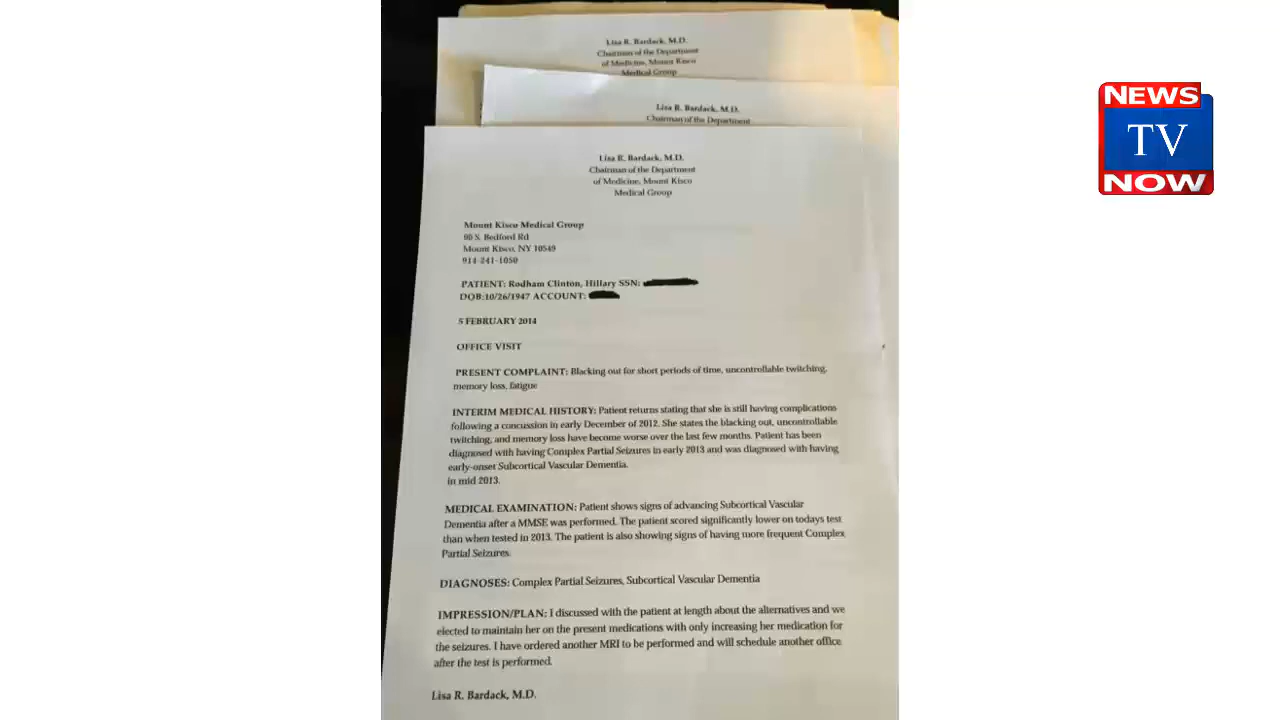 Lisa R. Bardack, M.D.
Chairman of the Department
of Medicine, Mount Kisco
Medical Group
Lisa R. Bardack, M.D.
Chairman of the Department
Lisa R. Bardack, M.D.
Chairman of the Department
of Medicine, Mount Kisco
Medical Group
Mount Kisco Medical Group
90 S. Bedford Rd
Mount Kisco, NY 10549
914-241-1050
PATIENT: Rodham Clinton, Hillary SSN:
DOB:10/26/1947 ACCOUNT:
5 FEBRUARY 2014
OFFICE VISIT
PRESENT COMPLAINT: Blacking out for short periods of time, uncontrollable twitching,
memory loss, fatigue
INTERIM MEDICAL HISTORY: Patient returns stating that she is still having complications
following a concussion in early December of 2012. She states the blacking out, uncontrollable
twitching, and memory loss have become worse over the last few months. Patient has been
diagnosed with having Complex Partial Seizures in early 2013 and was diagnosed with having
early-onset Subcortical Vascular Dementia.
in mid 2013.
MEDICAL EXAMINATION: Patient shows signs of advancing Subcortical Vascular
Dementia after a MMSE was performed. The patient scored significantly lower on todays test
than when tested in 2013. The patient is also showing signs of having more frequent Complex
Partial Seizures.
DIAGNOSES: Complex Partial Seizures, Subcortical Vascular Dementia
IMPRESSION/PLAN: I discussed with the patient at length about the alternatives and we
elected to maintain her on the present medications with only increasing her medication for
the seizures. I have ordered another MRI to be performed and will schedule another office
after the test is performed.
Lisa R. Bardack, M.D.
NEWS
TV
NOW